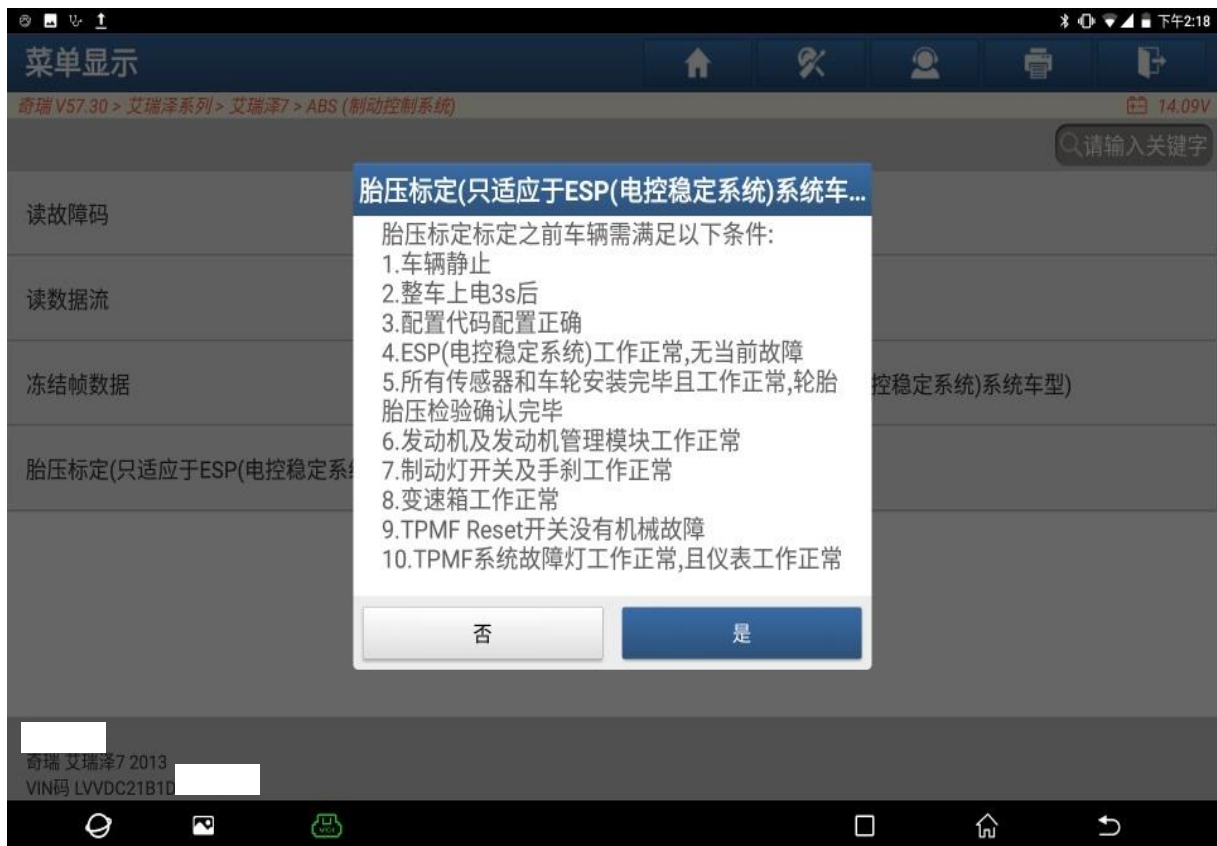 下午2:18
菜单显示
奇瑞 V57.30 > 艾瑞泽系列 > 艾瑞泽7 > ABS (制动控制系统)
14.09V
请输入关键字
胎压标定(只适应于ESP(电控稳定系统)系统车...
读故障码
胎压标定标定之前车辆需满足以下条件:
1.车辆静止
2.整车上电3s后
读数据流
3.配置代码配置正确
4.ESP(电控稳定系统)工作正常,无当前故障
5.所有传感器和车轮安装完毕且工作正常,轮胎
冻结帧数据
控稳定系统)系统车型)
胎压检验确认完毕
6.发动机及发动机管理模块工作正常
胎压标定(只适应于ESP(电控稳定系
7.制动灯开关及手刹工作正常
8.变速箱工作正常
9.TPMF Reset开关没有机械故障
10.TPMF系统故障灯工作正常,且仪表工作正常
否
是
奇瑞 艾瑞泽7 2013
VIN码 LVVDC21B1D
VCI